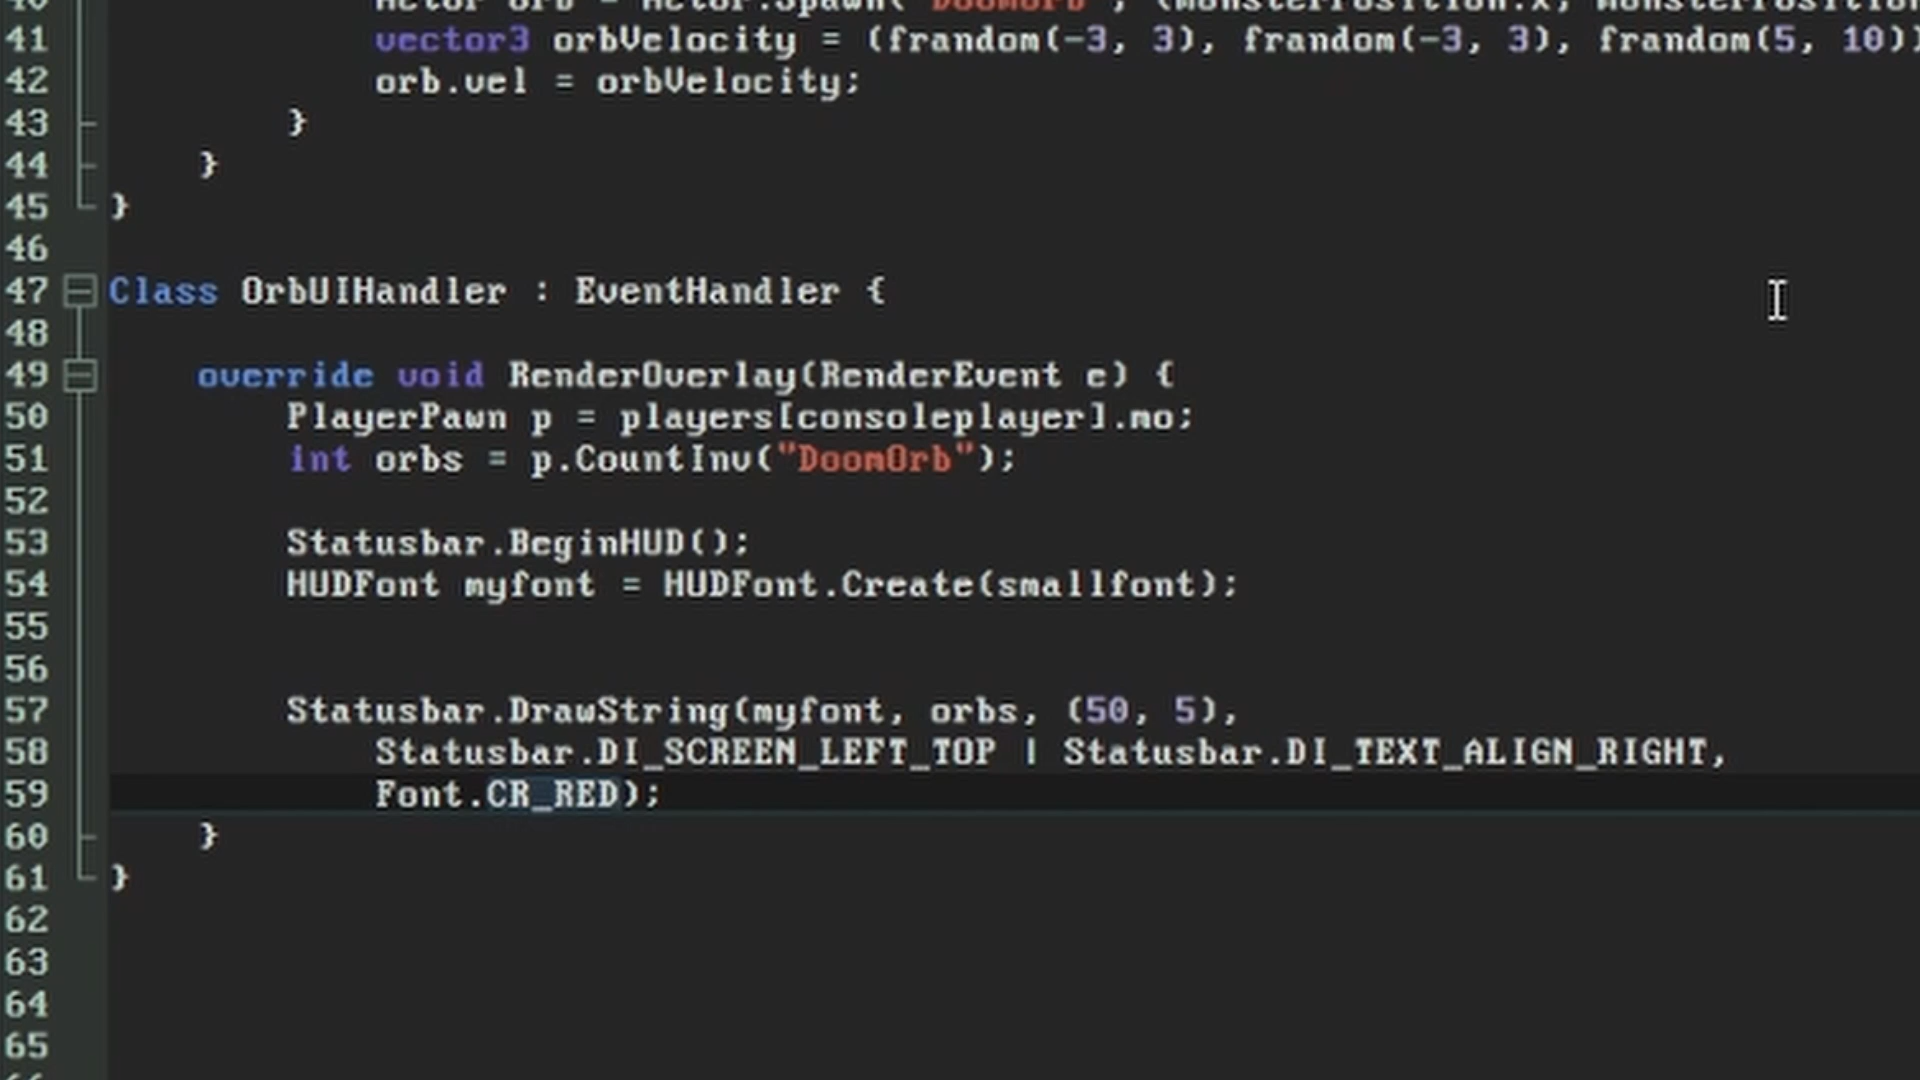 41 vector3 orbVelocity = (frandom(-3, 3), frandom(-3, 3), frandom(5, 10))
42 orb.vel = orbVelocity;
43 }
44 }
45 }
46
47 Class OrbUIHandler : EventHandler {
48
49 override void RenderOverlay(RenderEvent e) {
50 PlayerPawn p = players[consoleplayer].mo;
51 int orbs = p.CountInv("DoomOrb");
52
53 Statusbar.BeginHUD();
54 HUDFont myfont = HUDFont.Create(smallfont);
55
56
57 Statusbar.DrawString(myfont, orbs, (50, 5),
58 Statusbar.DI_SCREEN_LEFT_TOP | Statusbar.DI_TEXT_ALIGN_RIGHT,
59 Font.CR_RED);
60 }
61 }
62
63
64
65